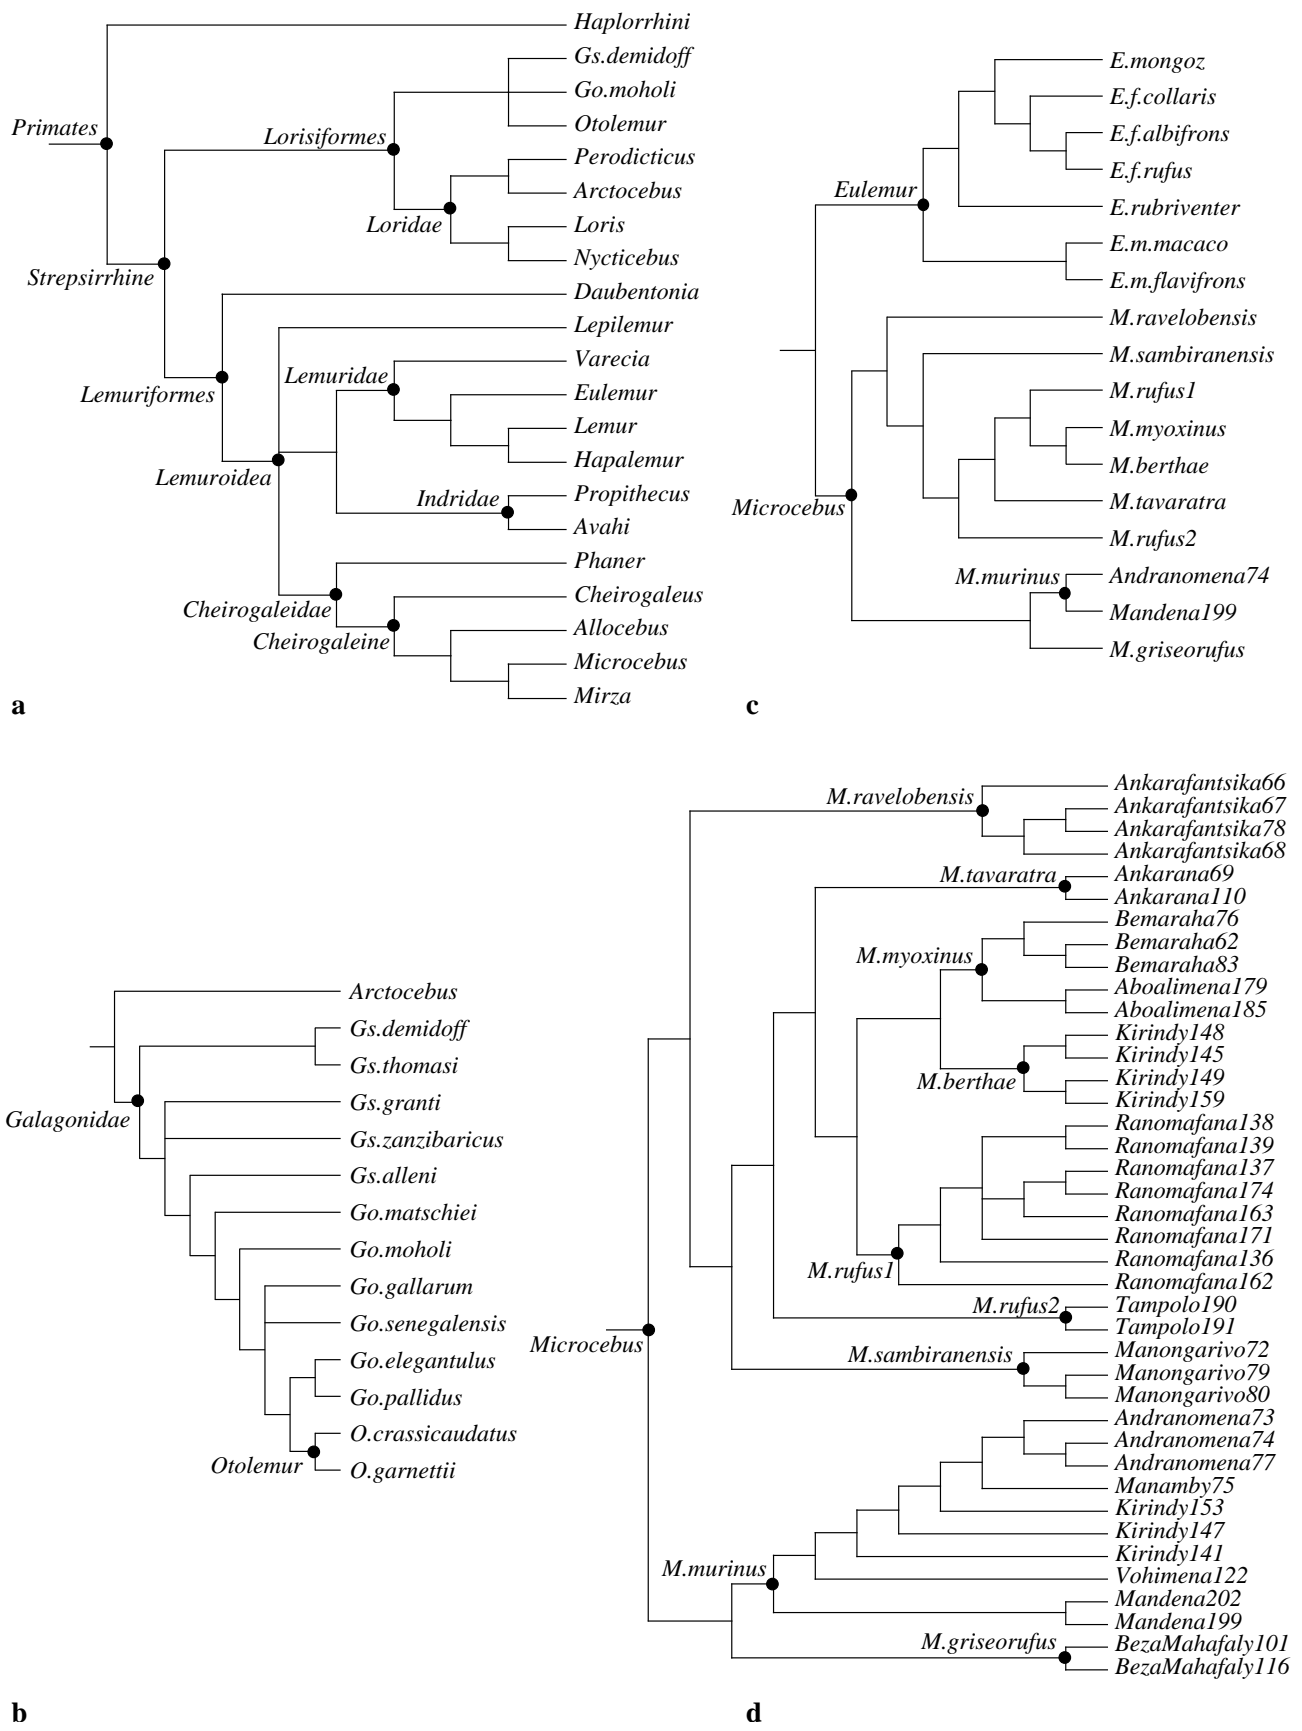 Haplorrhini
Gs.demidoff
Go.moholi
Otolemur
Perodicticus
Arctocebus
Loris
Nycticebus
Daubentonia
Lepilemur
Varecia
Eulemur
Lemur
Hapalemur
Propithecus
Avahi
Phaner
Cheirogaleus
Allocebus
Microcebus
Mirza
Primates
Lorisiformes
Loridae
Strepsirrhine
Lemuriformes
Lemuridae
Lemuroidea
Indridae
Cheirogaleidae
Cheirogaleine
a
E.mongoz
E.f.collaris
E.f.albifrons
E.f.rufus
E.rubriventer
E.m.macaco
E.m.flavifrons
M.ravelobensis
M.sambiranensis
M.rufus1
M.myoxinus
M.berthae
M.tavaratra
M.rufus2
Andranomena74
Mandena199
M.griseorufus
Eulemur
Microcebus
M.murinus
c
Arctocebus
Gs.demidoff
Gs.thomasi
Gs.granti
Gs.zanzibaricus
Gs.alleni
Go.matschiei
Go.moholi
Go.gallarum
Go.senegalensis
Go.elegantulus
Go.pallidus
O.crassicaudatus
O.garnettii
Galagonidae
Otolemur
b
Ankarafantsika66
Ankarafantsika67
Ankarafantsika78
Ankarafantsika68
Ankarana69
Ankarana110
Bemaraha76
Bemaraha62
Bemaraha83
Aboalimena179
Aboalimena185
Kirindy148
Kirindy145
Kirindy149
Kirindy159
Ranomafana138
Ranomafana139
Ranomafana137
Ranomafana174
Ranomafana163
Ranomafana171
Ranomafana136
Ranomafana162
Tampolo190
Tampolo191
Manongarivo72
Manongarivo79
Manongarivo80
Andranomena73
Andranomena74
Andranomena77
Manamby75
Kirindy153
Kirindy147
Kirindy141
Vohimena122
Mandena202
Mandena199
BezaMahafaly101
BezaMahafaly116
M.ravelobensis
M.tavaratra
M.myoxinus
M.berthae
M.rufus1
M.rufus2
Microcebus
M.sambiranensis
M.murinus
M.griseorufus
d